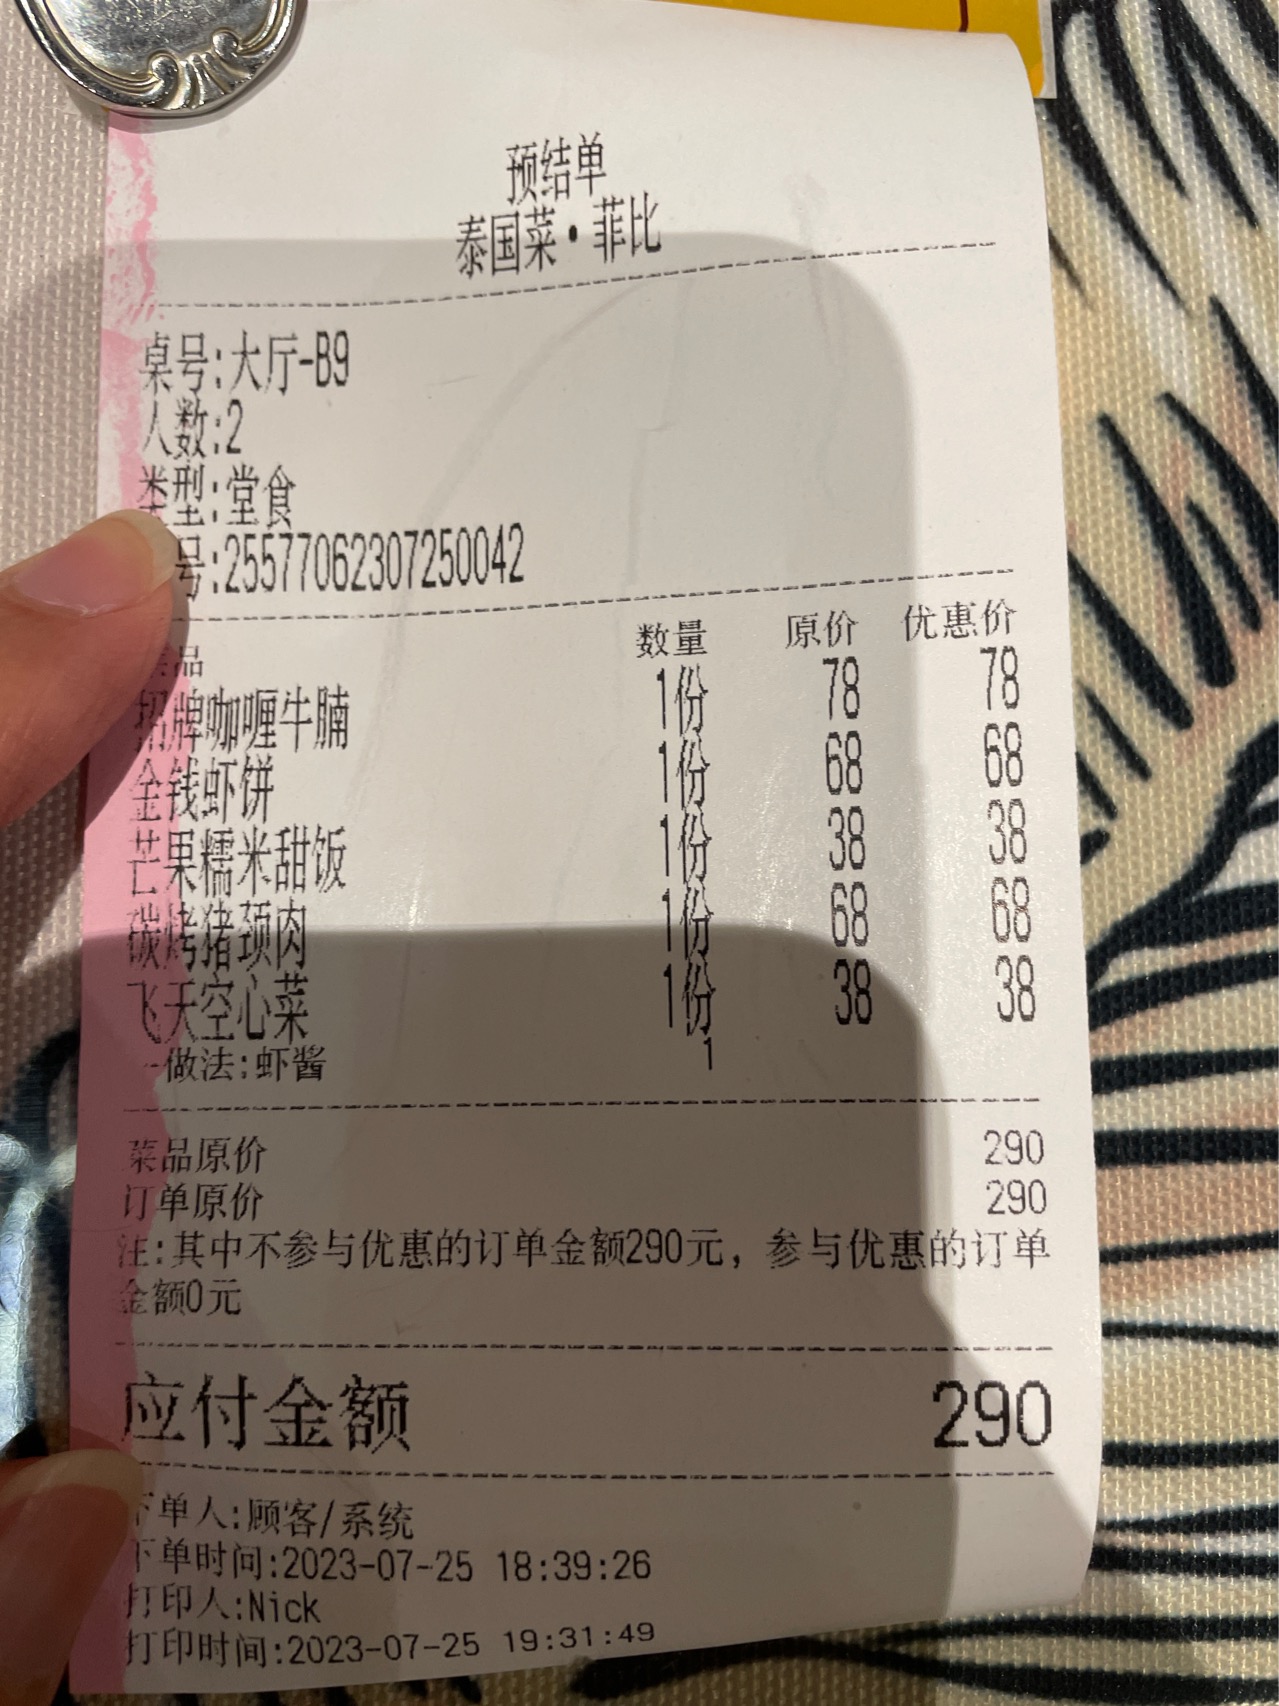 预结单
泰国菜·菲比
桌号:大厅-B9
人数:2
类型:堂食
号:25577062307250042
菜品 数量 原价 优惠价
招牌咖喱牛腩 1份 78 78
金钱虾饼 1份 68 68
芒果糯米甜饭 1份 38 38
碳烤猪颈肉 1份 68 68
飞天空心菜 1份 38 38
-做法:虾酱 1
菜品原价 290
订单原价 290
注:其中不参与优惠的订单金额290元，参与优惠的订单
金额0元
应付金额 290
下单人:顾客/系统
下单时间:2023-07-25 18:39:26
打印人:Nick
打印时间:2023-07-25 19:31:49